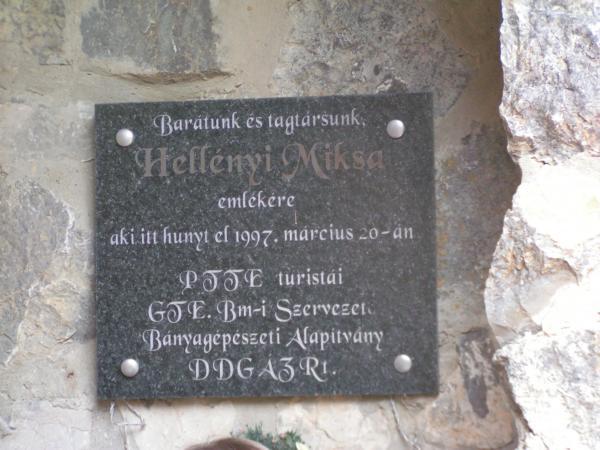 Barátunk és tagtársunk,
Hellényi Miksa
emlékére
aki itt hunyt el 1997. március 20-án
PTTE turistái
GTE. Bm-i Szervezete
Bányagépészeti Alapítvány
DDGÁZ Rt.